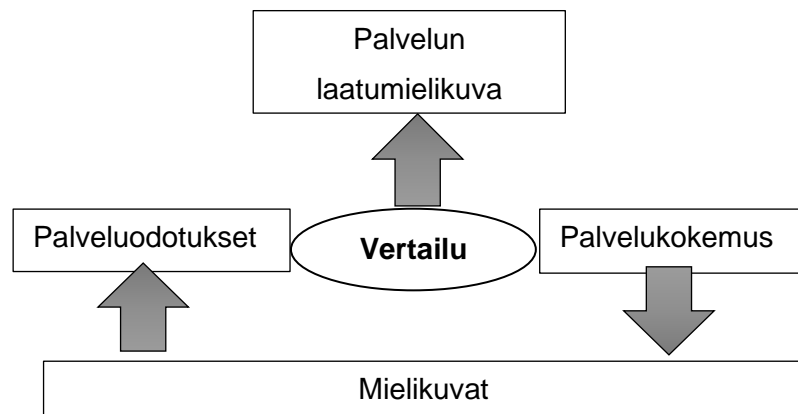 Palvelun
laatumielikuva
Palveluodotukset
Vertailu
Palvelukokemus
Mielikuvat